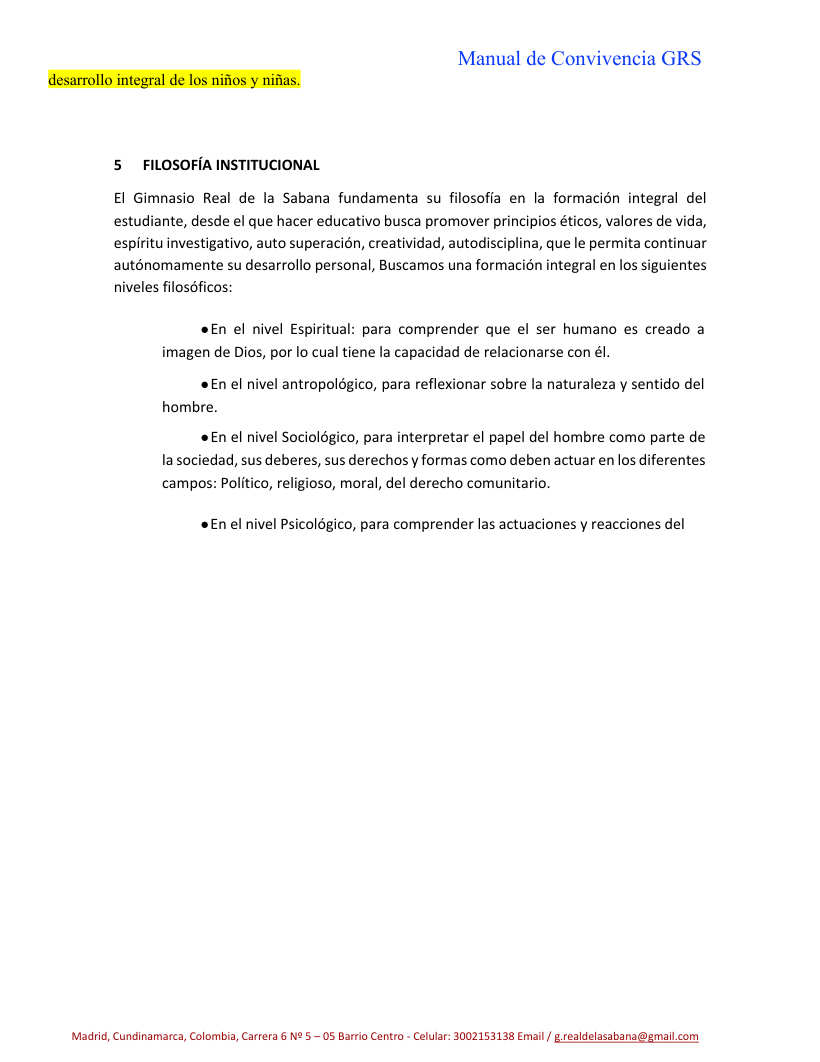 Manual de Convivencia GRS
desarrollo integral de los niños y niñas.
5 FILOSOFÍA INSTITUCIONAL
El Gimnasio Real de la Sabana fundamenta su filosofía en la formación integral del
estudiante, desde el que hacer educativo busca promover principios éticos, valores de vida,
espíritu investigativo, auto superación, creatividad, autodisciplina, que le permita continuar
autónomamente su desarrollo personal, Buscamos una formación integral en los siguientes
niveles filosóficos:
●En el nivel Espiritual: para comprender que el ser humano es creado a
imagen de Dios, por lo cual tiene la capacidad de relacionarse con él.
●En el nivel antropológico, para reflexionar sobre la naturaleza y sentido del
hombre.
●En el nivel Sociológico, para interpretar el papel del hombre como parte de
la sociedad, sus deberes, sus derechos y formas como deben actuar en los diferentes
campos: Político, religioso, moral, del derecho comunitario.
●En el nivel Psicológico, para comprender las actuaciones y reacciones del
Madrid, Cundinamarca, Colombia, Carrera 6 Nº 5 – 05 Barrio Centro - Celular: 3002153138 Email / g.realdelasabana@gmail.com